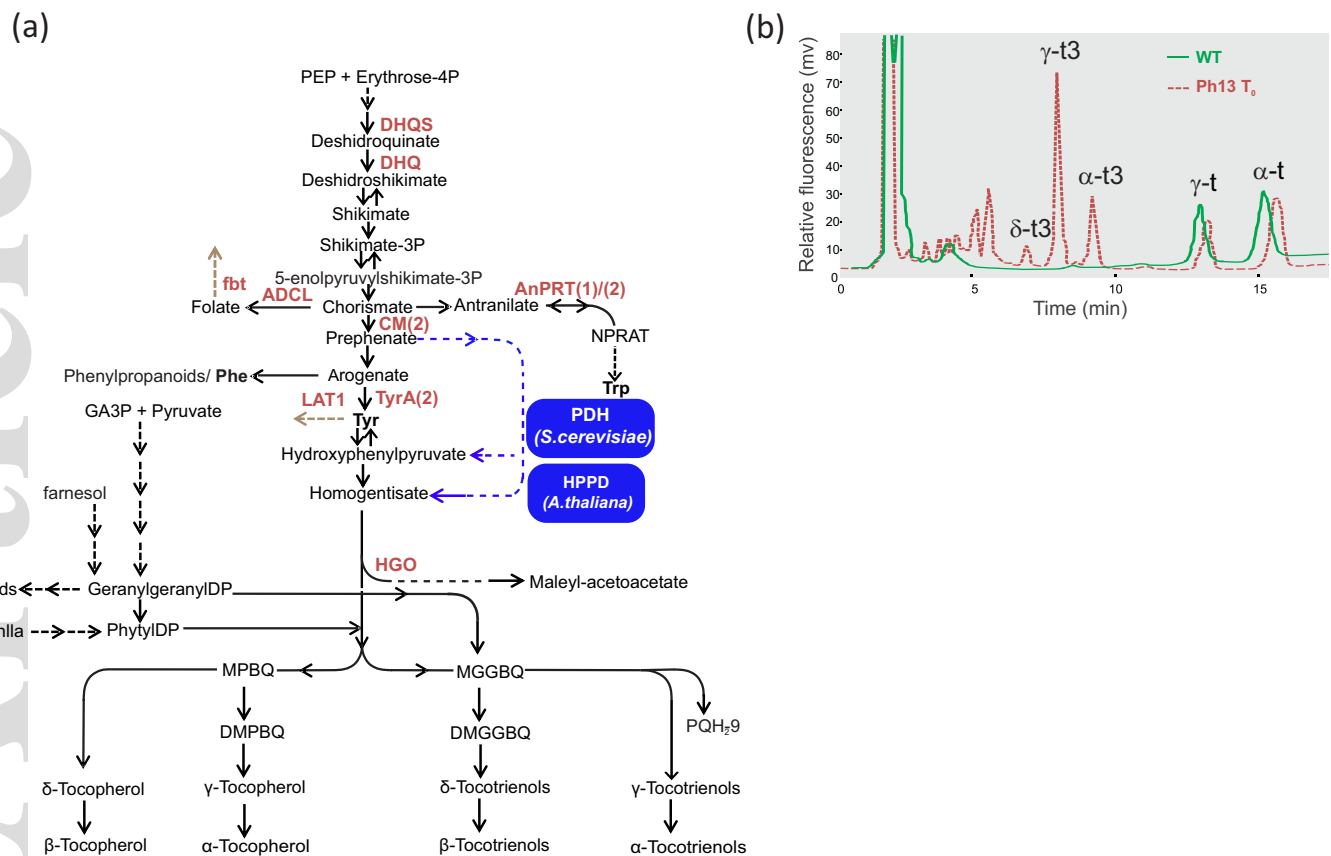 (a)
PEP + Erythrose-4P
DHQS
Deshidroquinate
DHQ
Deshidroshikimate
Shikimate
Shikimate-3P
5-enolpyruvylshikimate-3P
fbt
Folate
ADCL
Chorismate
Antranilate
AnPRT(1)/(2)
CM(2)
Prephenate
NPRAT
Trp
Phenylpropanoids/ Phe
Arogenate
LAT1
TyrA(2)
Tyr
GA3P + Pyruvate
PDH
(S.cerevisiae)
Hydroxyphenylpyruvate
HPPD
(A.thaliana)
farnesol
Homogentisate
HGO
Maleyl-acetoacetate
ds
GeranylgeranylDP
hlla
PhytylDP
MPBQ
MGGBQ
PQH29
DMPBQ
DMGGBQ
δ-Tocopherol
γ-Tocopherol
δ-Tocotrienols
γ-Tocotrienols
β-Tocopherol
α-Tocopherol
β-Tocotrienols
α-Tocotrienols
(b)
Relative fluorescence (mv)
80
70
60
50
40
30
20
10
0
γ-t3
δ-t3
α-t3
γ-t
α-t
WT
Ph13 T0
0
5
10
15
Time (min)